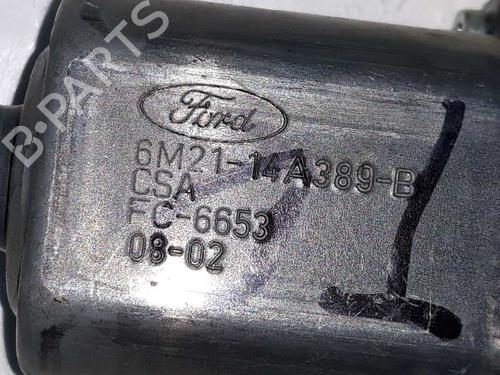 B-PARTS
Ford
6M21-14A389-B
CSA
FC-6653
08-02